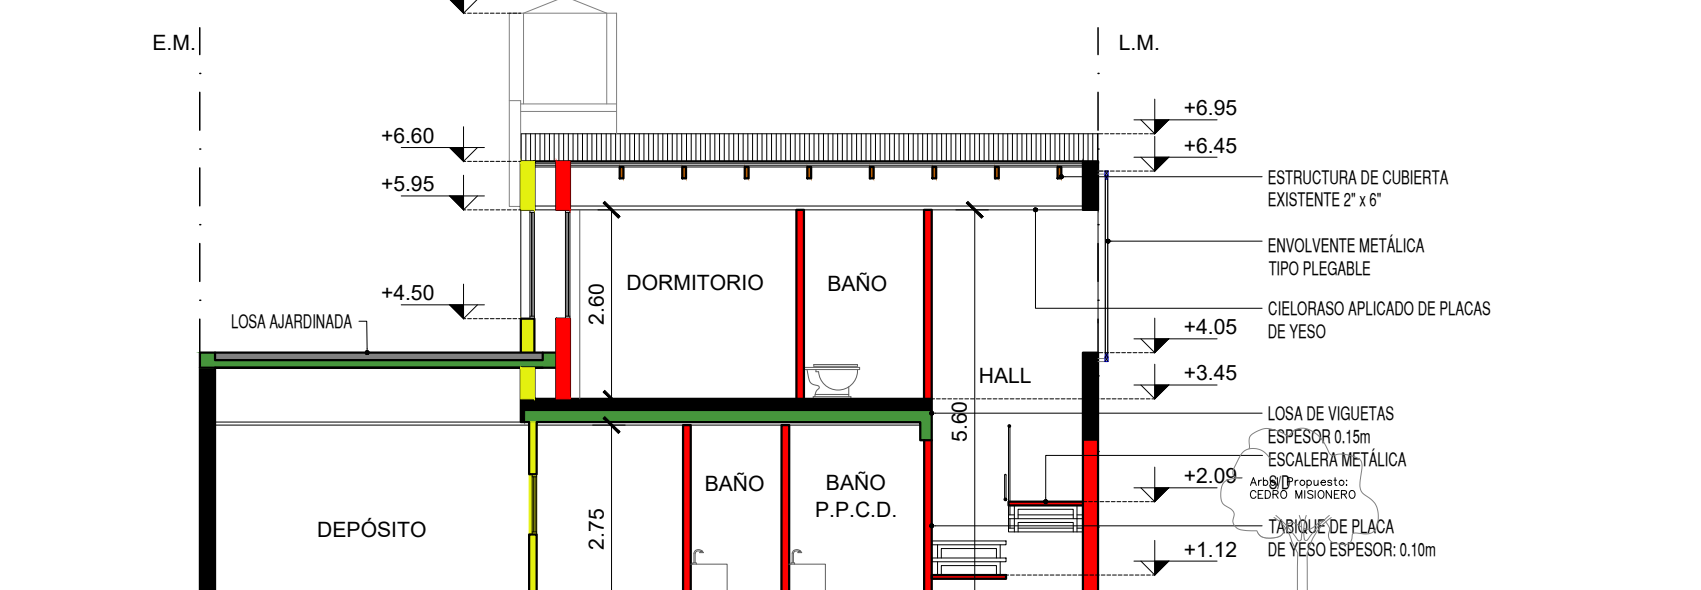 E.M.
L.M.
+6.95
+6.60
+6.45
ESTRUCTURA DE CUBIERTA
EXISTENTE 2" x 6"
+5.95
ENVOLVENTE METÁLICA
TIPO PLEGABLE
DORMITORIO
BAÑO
2.60
+4.50
CIELORASO APLICADO DE PLACAS
DE YESO
LOSA AJARDINADA
+4.05
HALL
+3.45
5.60
LOSA DE VIGUETAS
ESPESOR 0.15m
ESCALERA METÁLICA
S/D
+2.09
Arbol Propuesto:
CEDRO MISIONERO
BAÑO
BAÑO
P.P.C.D.
DEPÓSITO
2.75
TABIQUE DE PLACA
DE YESO ESPESOR: 0.10m
+1.12